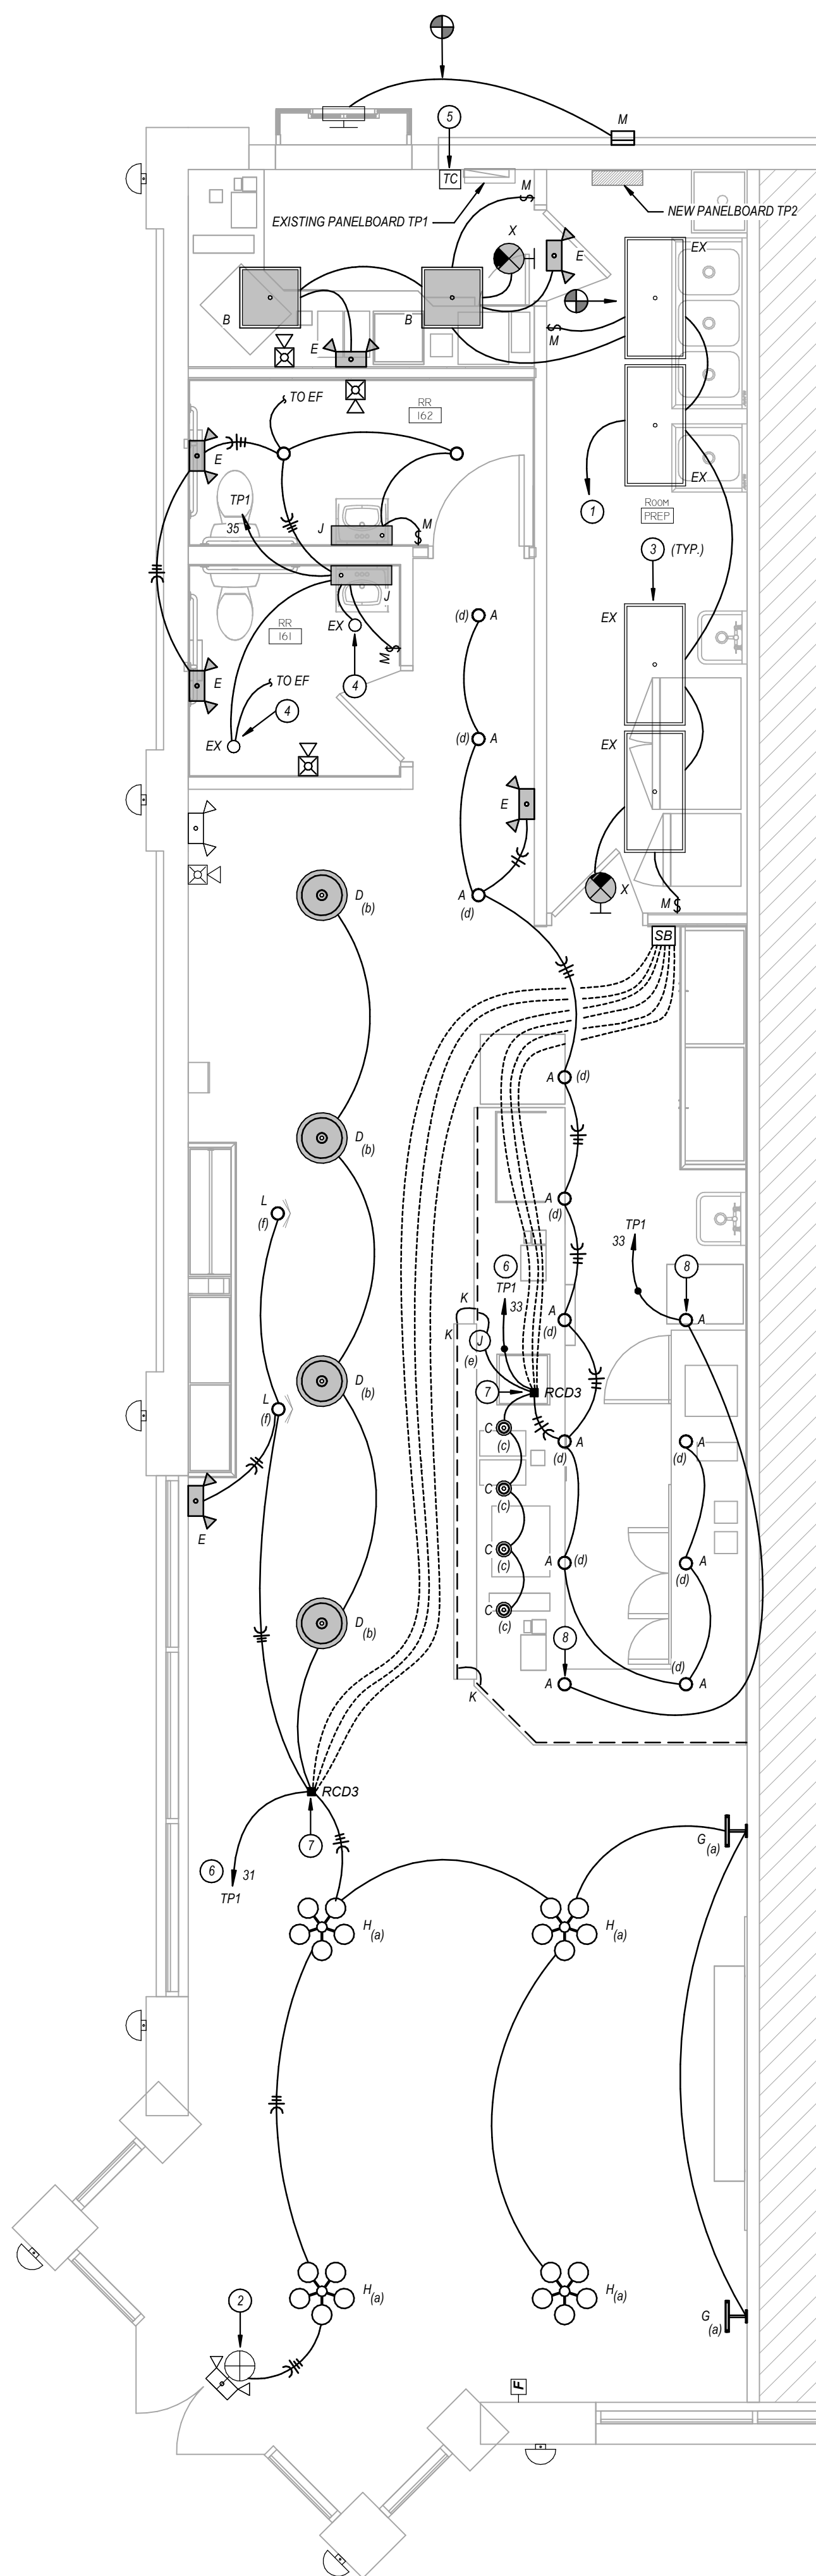 M
5
TC
M
EXISTING PANELBOARD TP1
NEW PANELBOARD TP2
X
E
EX
B
B
M
E
TO EF
RR
162
E
TP1
35
J
M
EX
1
ROOM
PREP
3 (TYP.)
(d) A
EX
RR
161
J
EX
M
E
TO EF
4
4
EX
(d) A
EX
E
A
(d)
X
M
D
(b)
SB
A (d)
D
(b)
A
(d)
L
(f)
TP1
33
6
TP1
33
8
A
K
K
J
(e)
A
(d)
D
(b)
7
RCD3
L
(f)
C
(c)
A
(d)
A
(d)
C
(c)
E
C
(c)
A (d)
A
(d)
C
(c)
D
(b)
8
K
A
(d)
A
RCD3
7
6
31
TP1
G
(a)
H
(a)
H
(a)
H
(a)
H
(a)
G
(a)
2
F